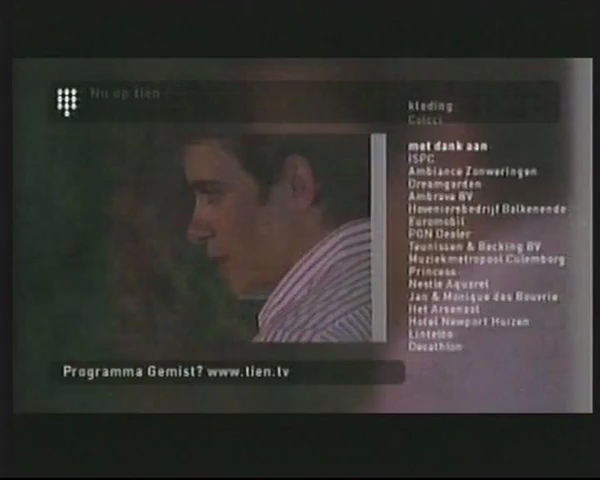 Nu op tien
kleding
Colcci
met dank aan
ISPC
Ambiance Zonweringen
Dreamgarden
Ambrava BV
Hoveniersbedrijf Balkenende
Euromobil
PON Dealer
Teunissen & Backing BV
Muziekmetropool Culemborg
Princess
Nestle Aquarel
Jan & Monique des Bouvrie
Het Arsenaal
Hotel Newport Huizen
Lintelou
Decathlon
Programma Gemist? www.tien.tv